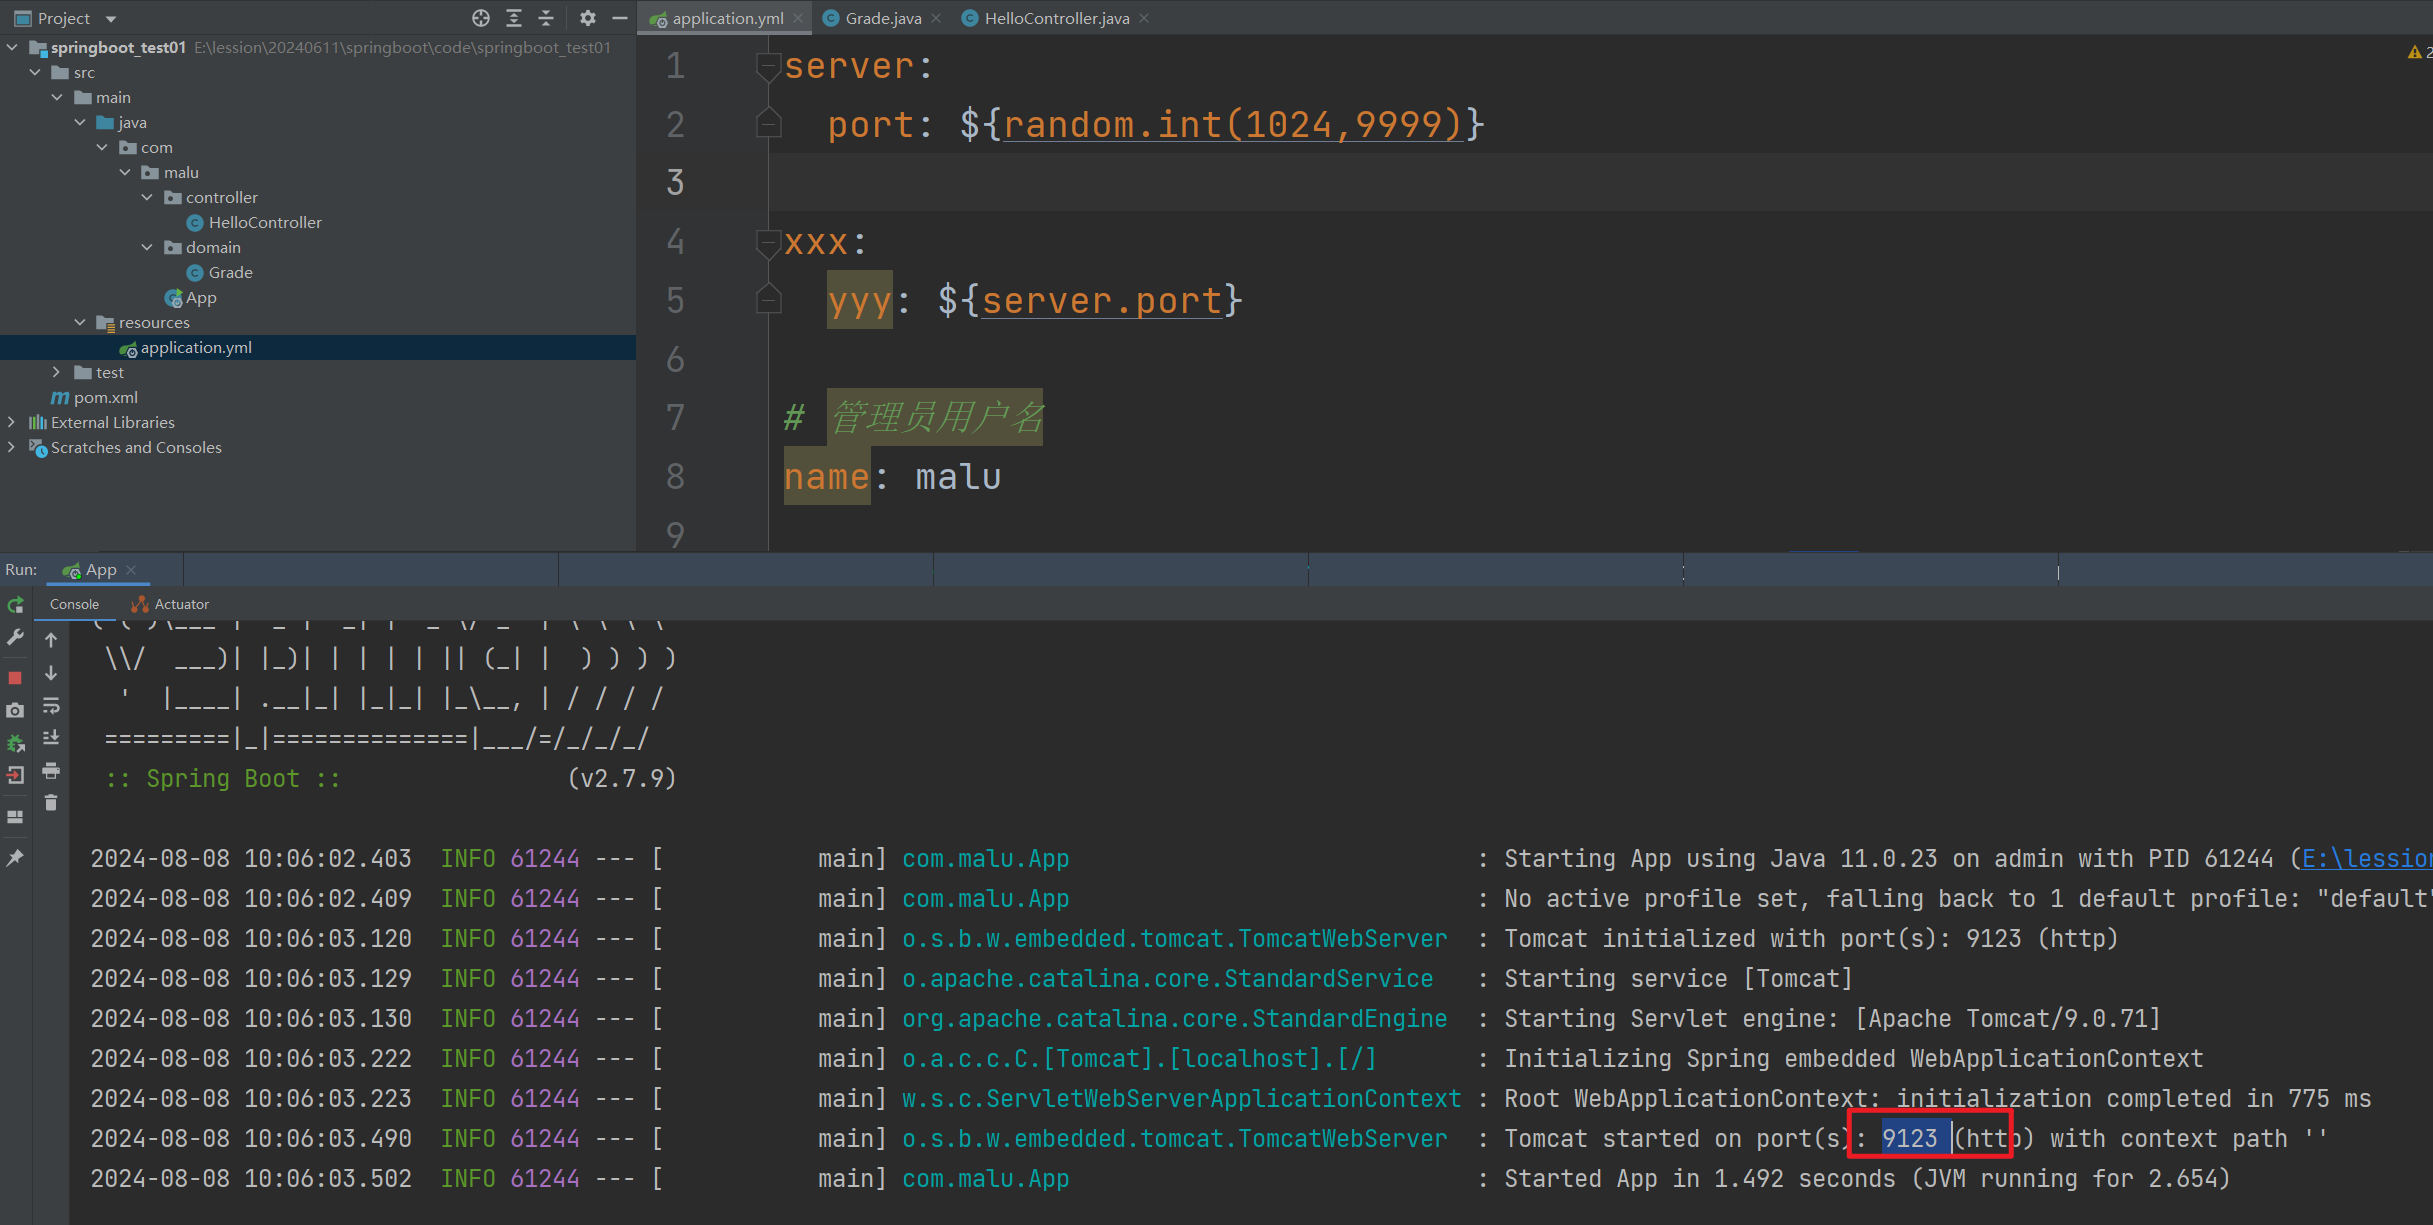 Project
application.yml
Grade.java
HelloController.java
springboot_test01 E:\lession\20240611\springboot\code\springboot_test01
src
main
java
com
malu
controller
HelloController
domain
Grade
App
resources
application.yml
test
pom.xml
External Libraries
Scratches and Consoles
1 server:
2 port: ${random.int(1024,9999)}
3
4 xxx:
5 yyy: ${server.port}
6
7 # 管理员用户名
8 name: malu
9
2
Run: App
Console Actuator
 \\/  ___)| |_)| | | | | || (_| |  ) ) ) )
  '  |____| .__|_| |_|_| |_\__, | / / / /
 =========|_|==============|___/=/_/_/_/
 :: Spring Boot :: (v2.7.9)
2024-08-08 10:06:02.403 INFO 61244 --- [ main] com.malu.App : Starting App using Java 11.0.23 on admin with PID 61244 (E:\lession
2024-08-08 10:06:02.409 INFO 61244 --- [ main] com.malu.App : No active profile set, falling back to 1 default profile: "default"
2024-08-08 10:06:03.120 INFO 61244 --- [ main] o.s.b.w.embedded.tomcat.TomcatWebServer : Tomcat initialized with port(s): 9123 (http)
2024-08-08 10:06:03.129 INFO 61244 --- [ main] o.apache.catalina.core.StandardService : Starting service [Tomcat]
2024-08-08 10:06:03.130 INFO 61244 --- [ main] org.apache.catalina.core.StandardEngine : Starting Servlet engine: [Apache Tomcat/9.0.71]
2024-08-08 10:06:03.222 INFO 61244 --- [ main] o.a.c.c.C.[Tomcat].[localhost].[/] : Initializing Spring embedded WebApplicationContext
2024-08-08 10:06:03.223 INFO 61244 --- [ main] w.s.c.ServletWebServerApplicationContext : Root WebApplicationContext: initialization completed in 775 ms
2024-08-08 10:06:03.490 INFO 61244 --- [ main] o.s.b.w.embedded.tomcat.TomcatWebServer : Tomcat started on port(s): 9123 (http) with context path ''
2024-08-08 10:06:03.502 INFO 61244 --- [ main] com.malu.App : Started App in 1.492 seconds (JVM running for 2.654)